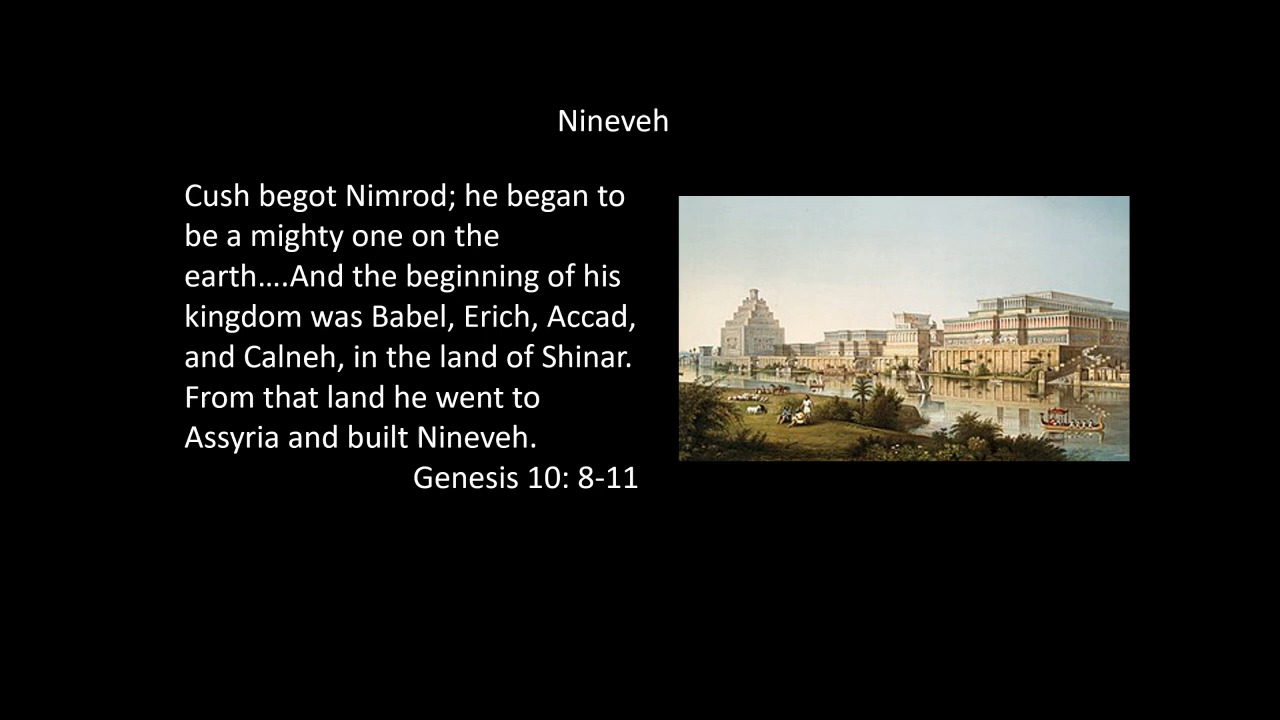 Nineveh
Cush begot Nimrod; he began to
be a mighty one on the
earth....And the beginning of his
kingdom was Babel, Erich, Accad,
and Calneh, in the land of Shinar.
From that land he went to
Assyria and built Nineveh.
Genesis 10: 8-11